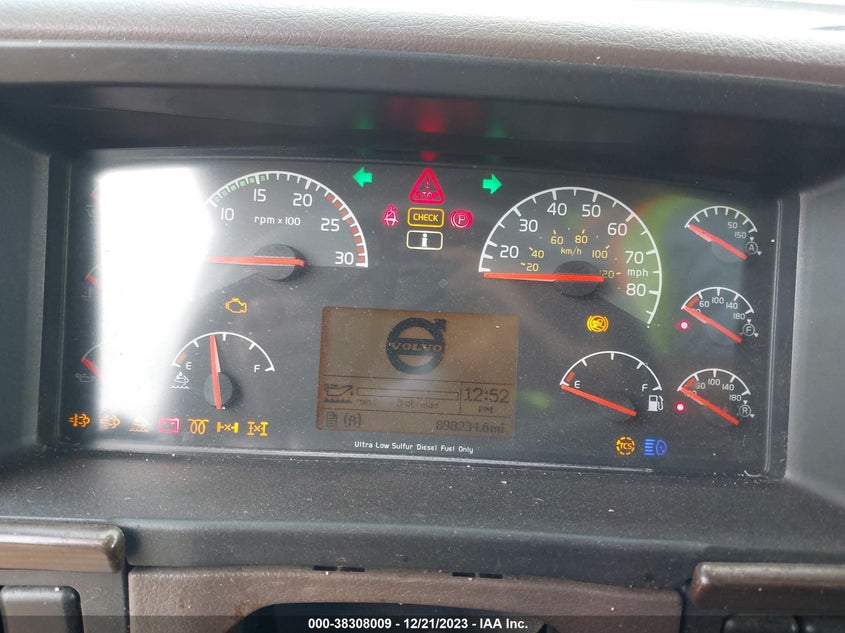 10 15 20 25 30
rpm x 100
STOP
CHECK
i
P
20 30 40 50 60 70 80
mph
20 40 60 80 100 120
km/h
50 150
A
60 100 140 180
F
60 100 140 180
R
E F
VOLVO
12:52
PM
(A)
E F
TCS
Ultra Low Sulfur Diesel Fuel Only
000-38308009 - 12/21/2023 - IAA Inc.